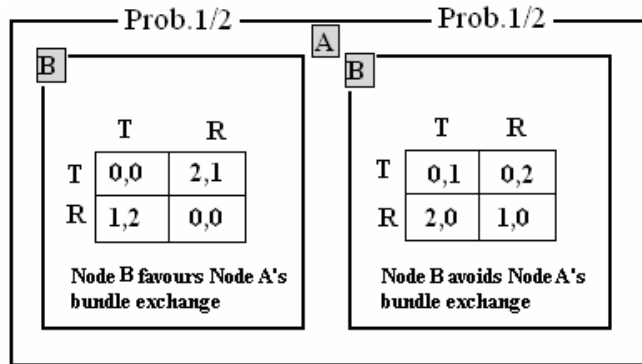 Prob.1/2 Prob.1/2
A
B
T R
T 0,0 2,1
R 1,2 0,0
Node B favours Node A's
bundle exchange
B
T R
T 0,1 0,2
R 2,0 1,0
Node B avoids Node A's
bundle exchange